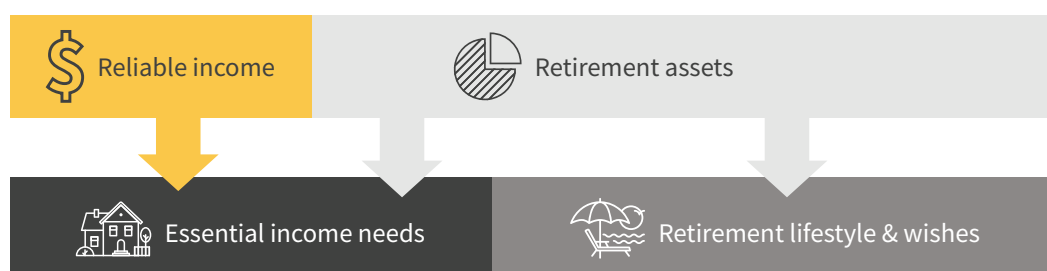 Reliable income
Retirement assets
Essential income needs
Retirement lifestyle & wishes